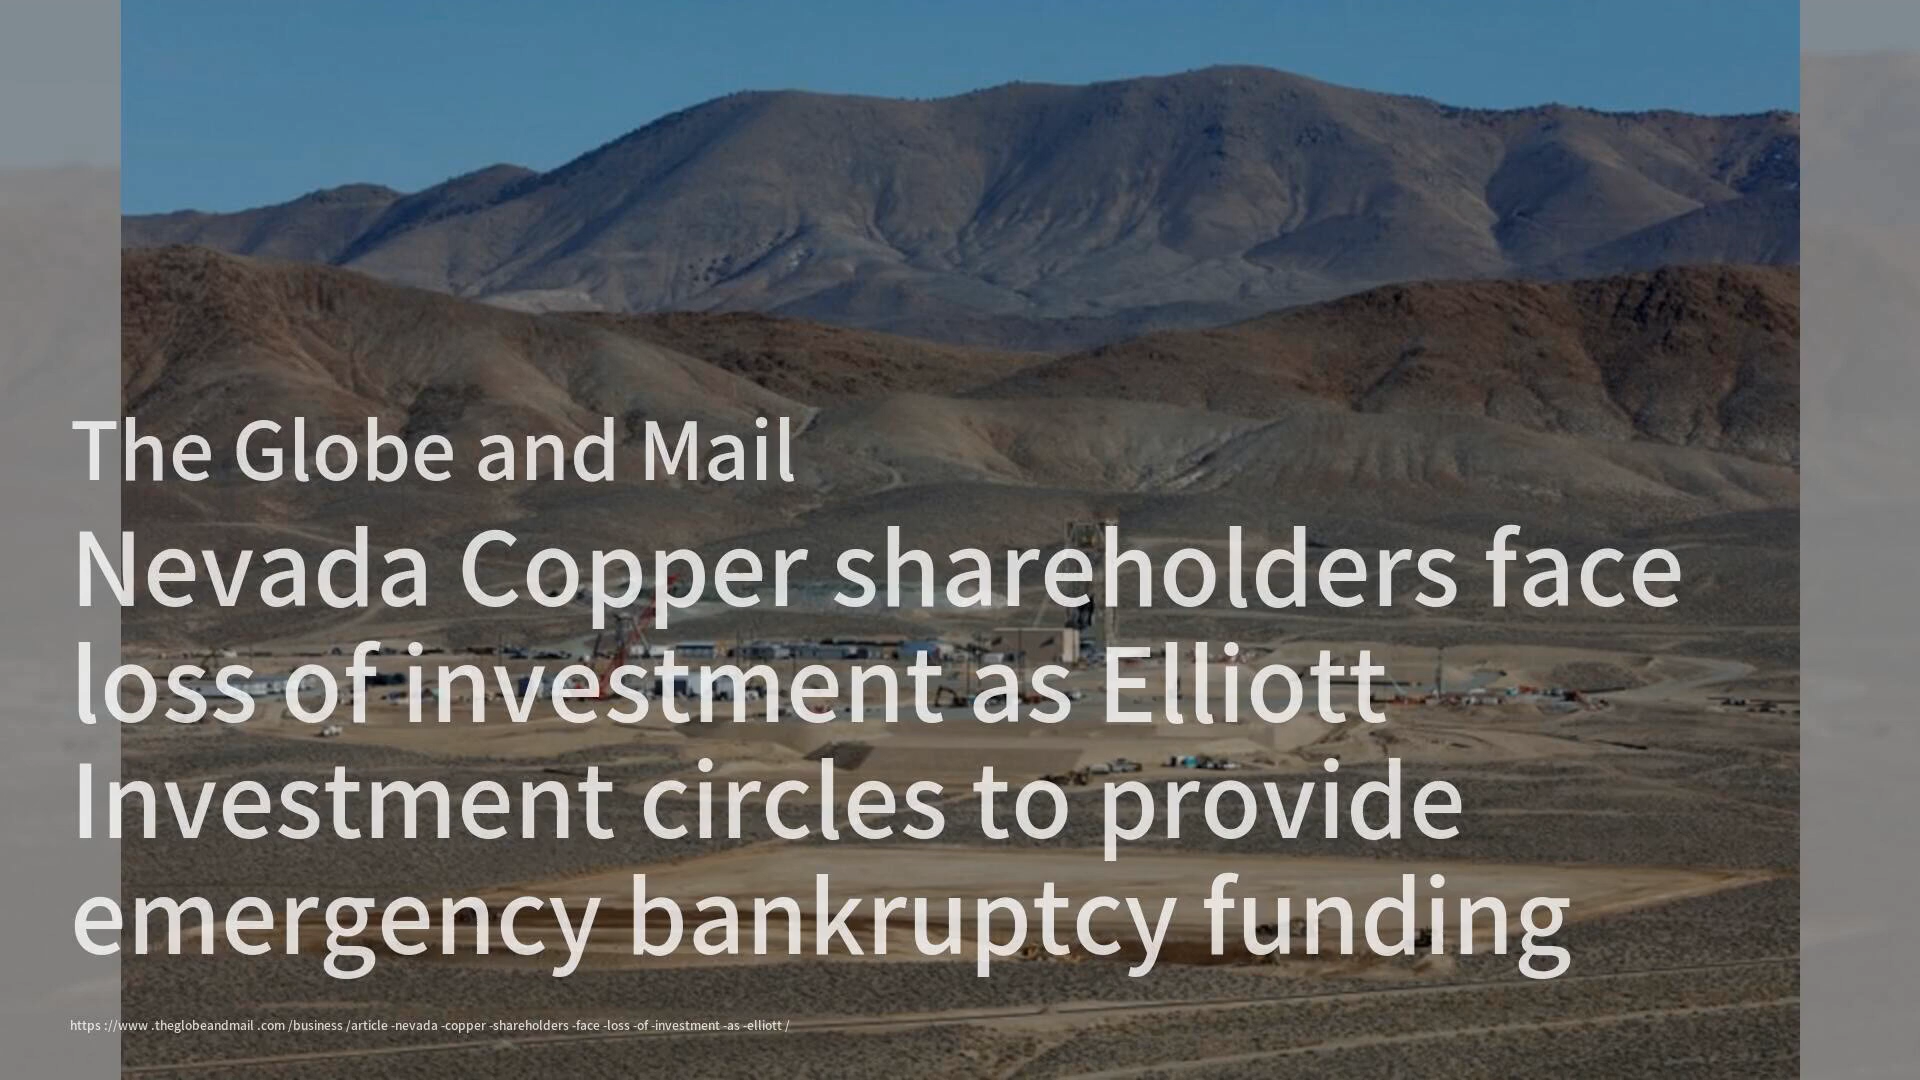 The Globe and Mail
Nevada Copper shareholders face
loss of investment as Elliott
Investment circles to provide
emergency bankruptcy funding
https ://www .theglobeandmail .com /business /article -nevada -copper -shareholders -face -loss -of -investment -as -elliott /